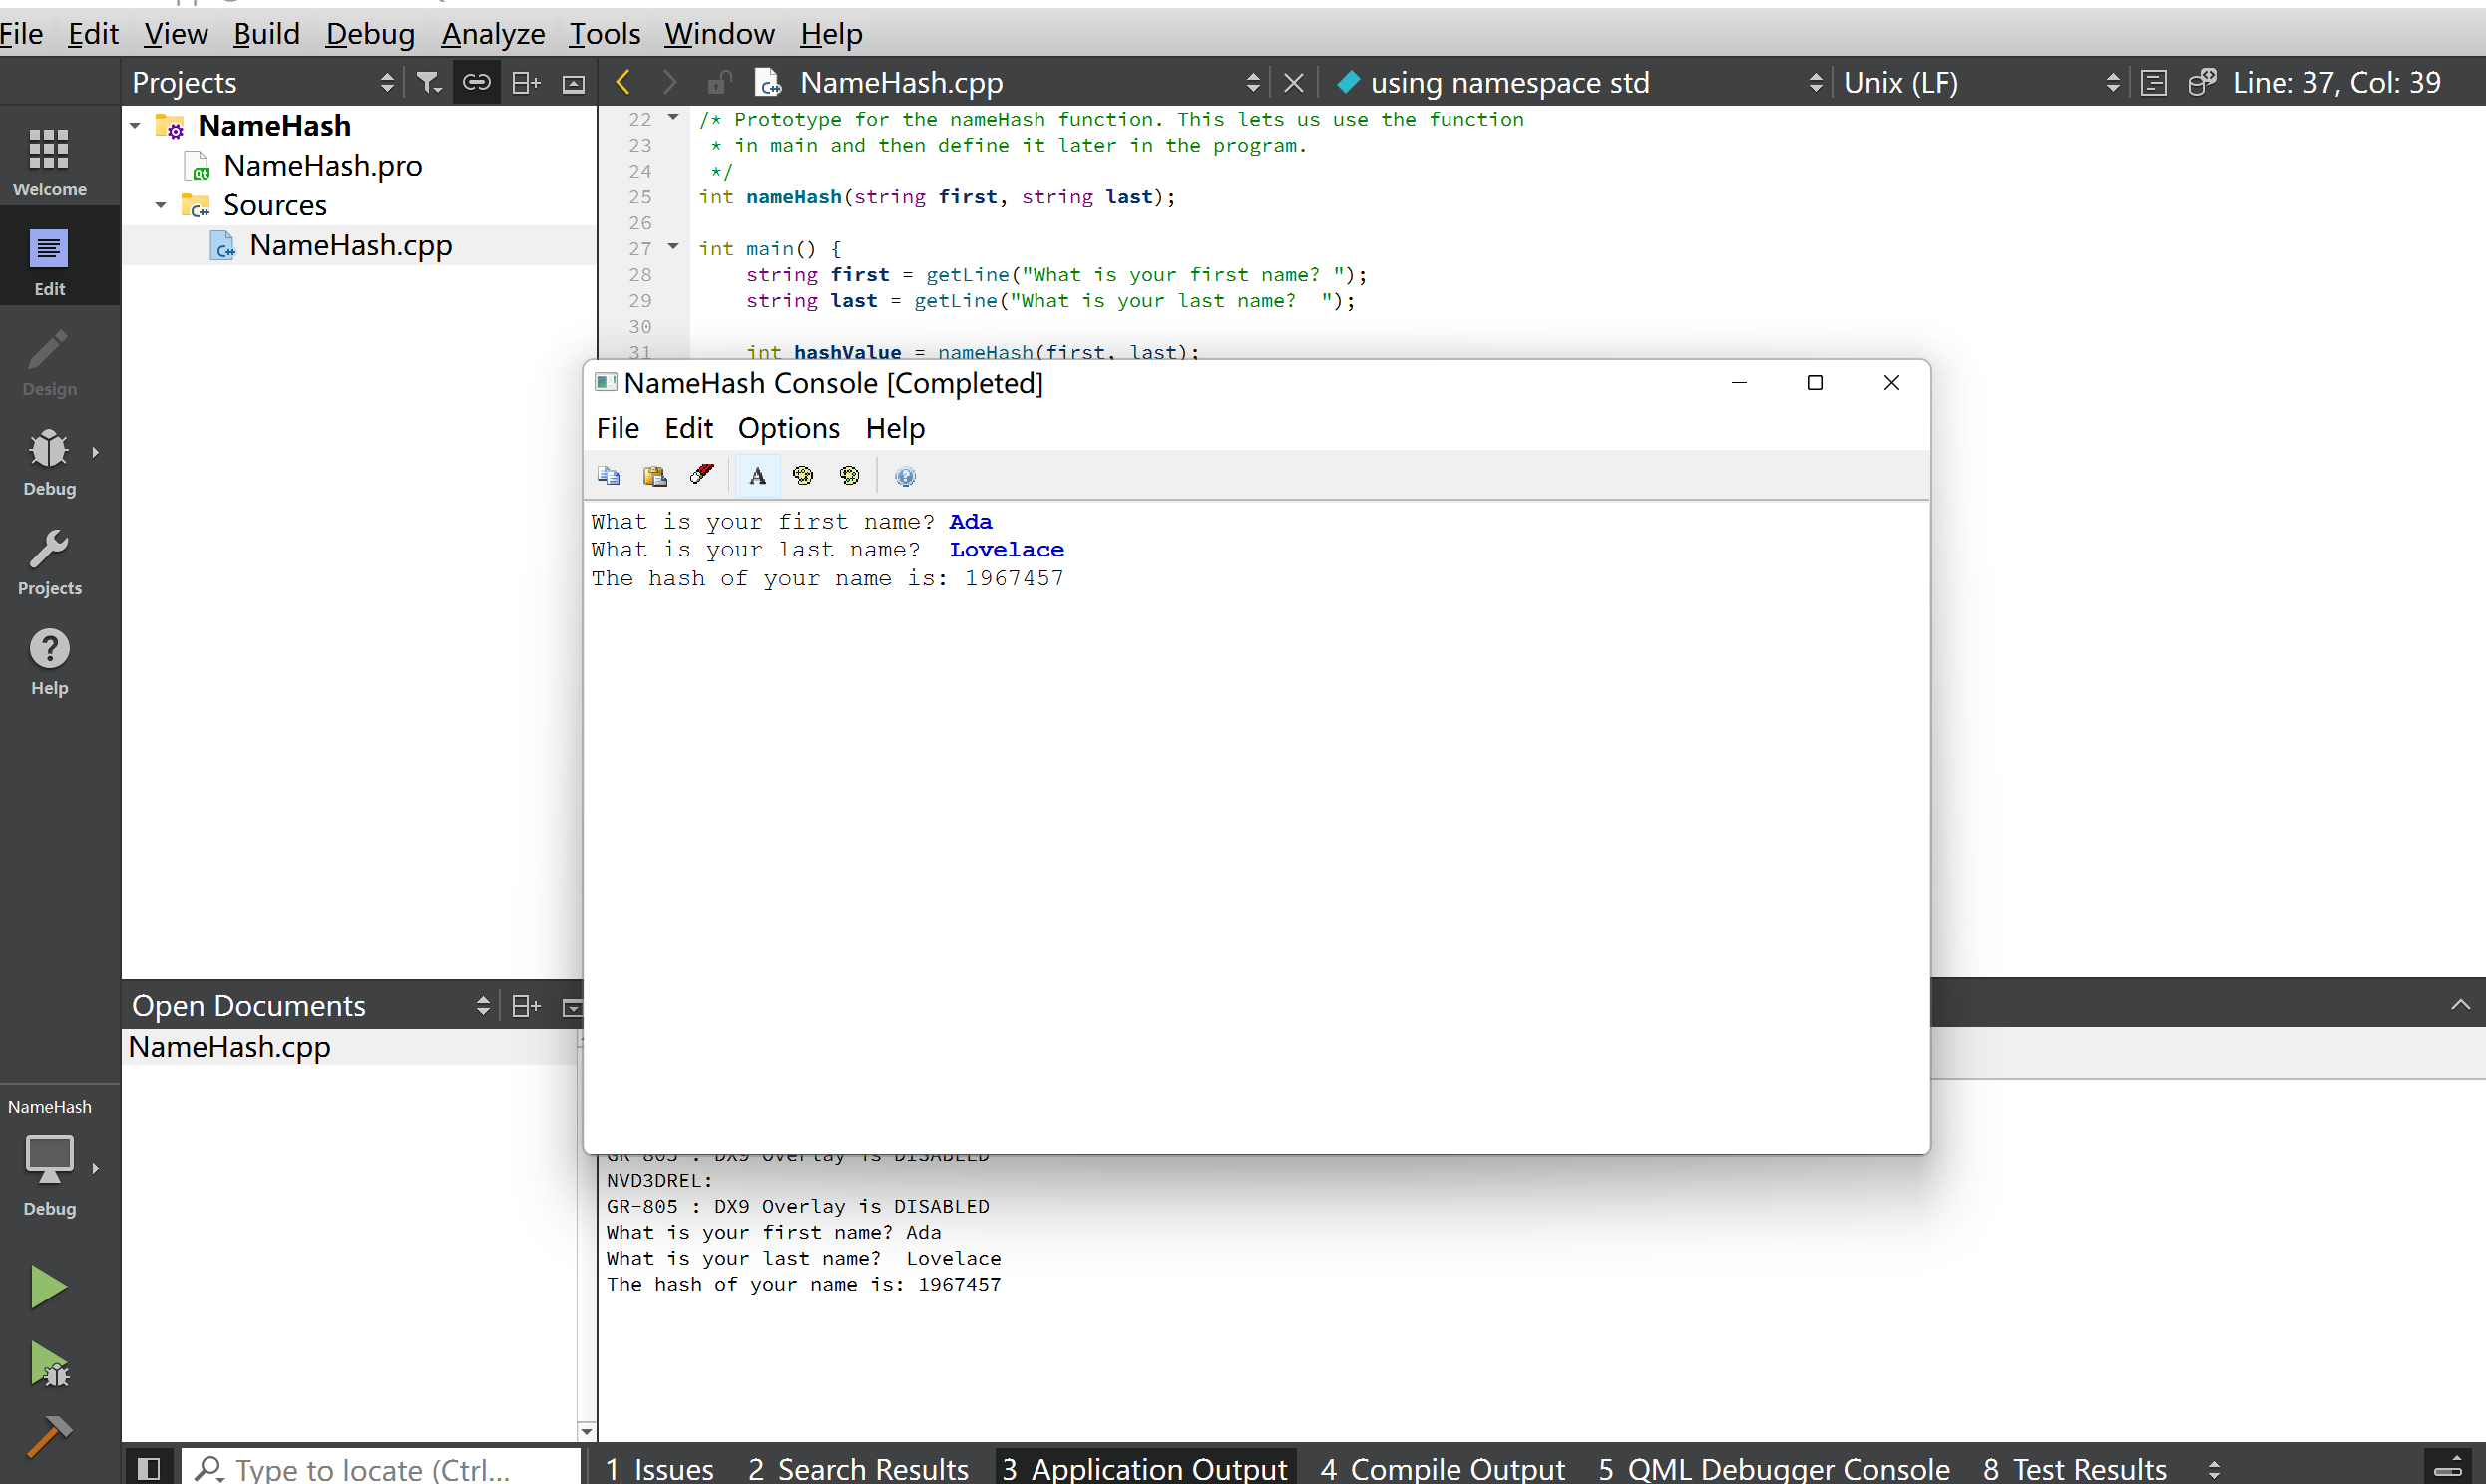 File Edit View Build Debug Analyze Tools Window Help
Projects
NameHash.cpp
using namespace std
Unix (LF)
Line: 37, Col: 39
Welcome
Edit
Design
Debug
Projects
Help
NameHash
NameHash.pro
Sources
NameHash.cpp
22 /* Prototype for the nameHash function. This lets us use the function
23 * in main and then define it later in the program.
24 */
25 int nameHash(string first, string last);
26
27 int main() {
28 string first = getLine("What is your first name? ");
29 string last = getLine("What is your last name?  ");
30
31 int hashValue = nameHash(first, last);
NameHash Console [Completed]
File Edit Options Help
What is your first name? Ada
What is your last name?  Lovelace
The hash of your name is: 1967457
Open Documents
NameHash.cpp
NameHash
Debug
GR-805 : DX9 Overlay is DISABLED
NVD3DREL:
GR-805 : DX9 Overlay is DISABLED
What is your first name? Ada
What is your last name?  Lovelace
The hash of your name is: 1967457
Type to locate (Ctrl...
1 Issues
2 Search Results
3 Application Output
4 Compile Output
5 QML Debugger Console
8 Test Results